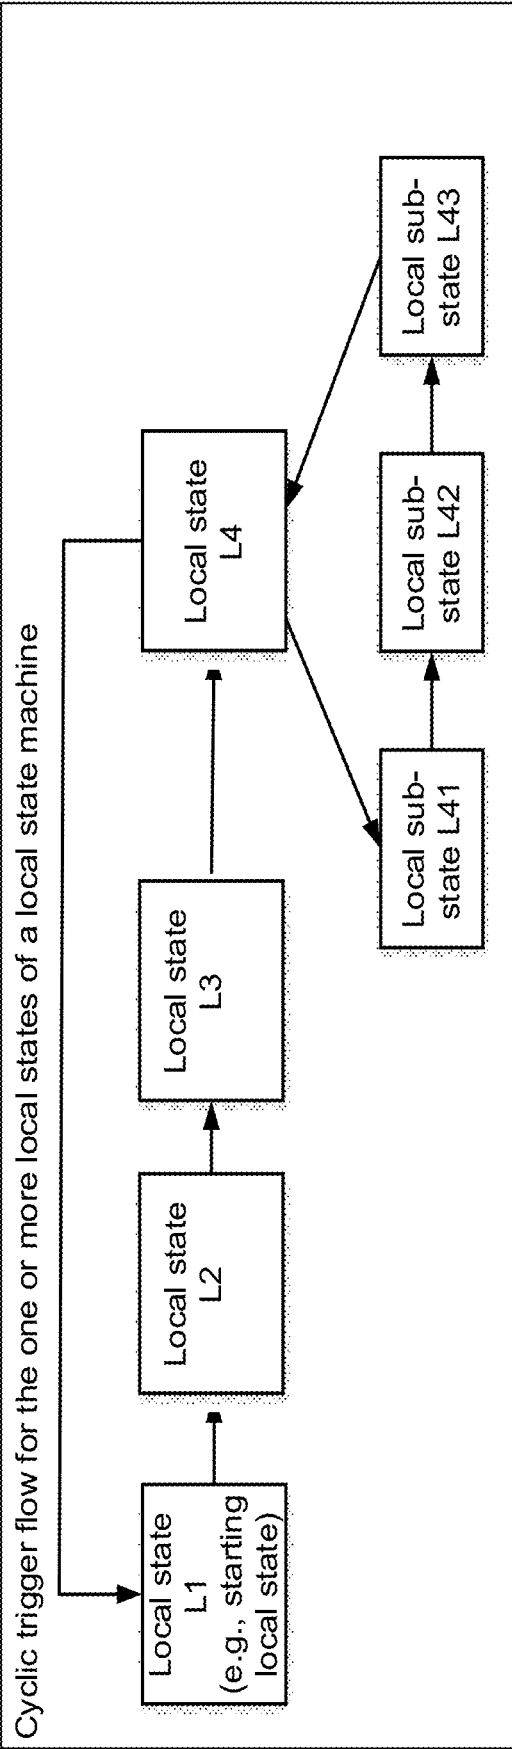 Cyclic trigger flow for the one or more local states of a local state machine
Local state
L1
(e.g., starting
local state)
Local state
L2
Local state
L3
Local state
L4
Local sub-
state L41
Local sub-
state L42
Local sub-
state L43